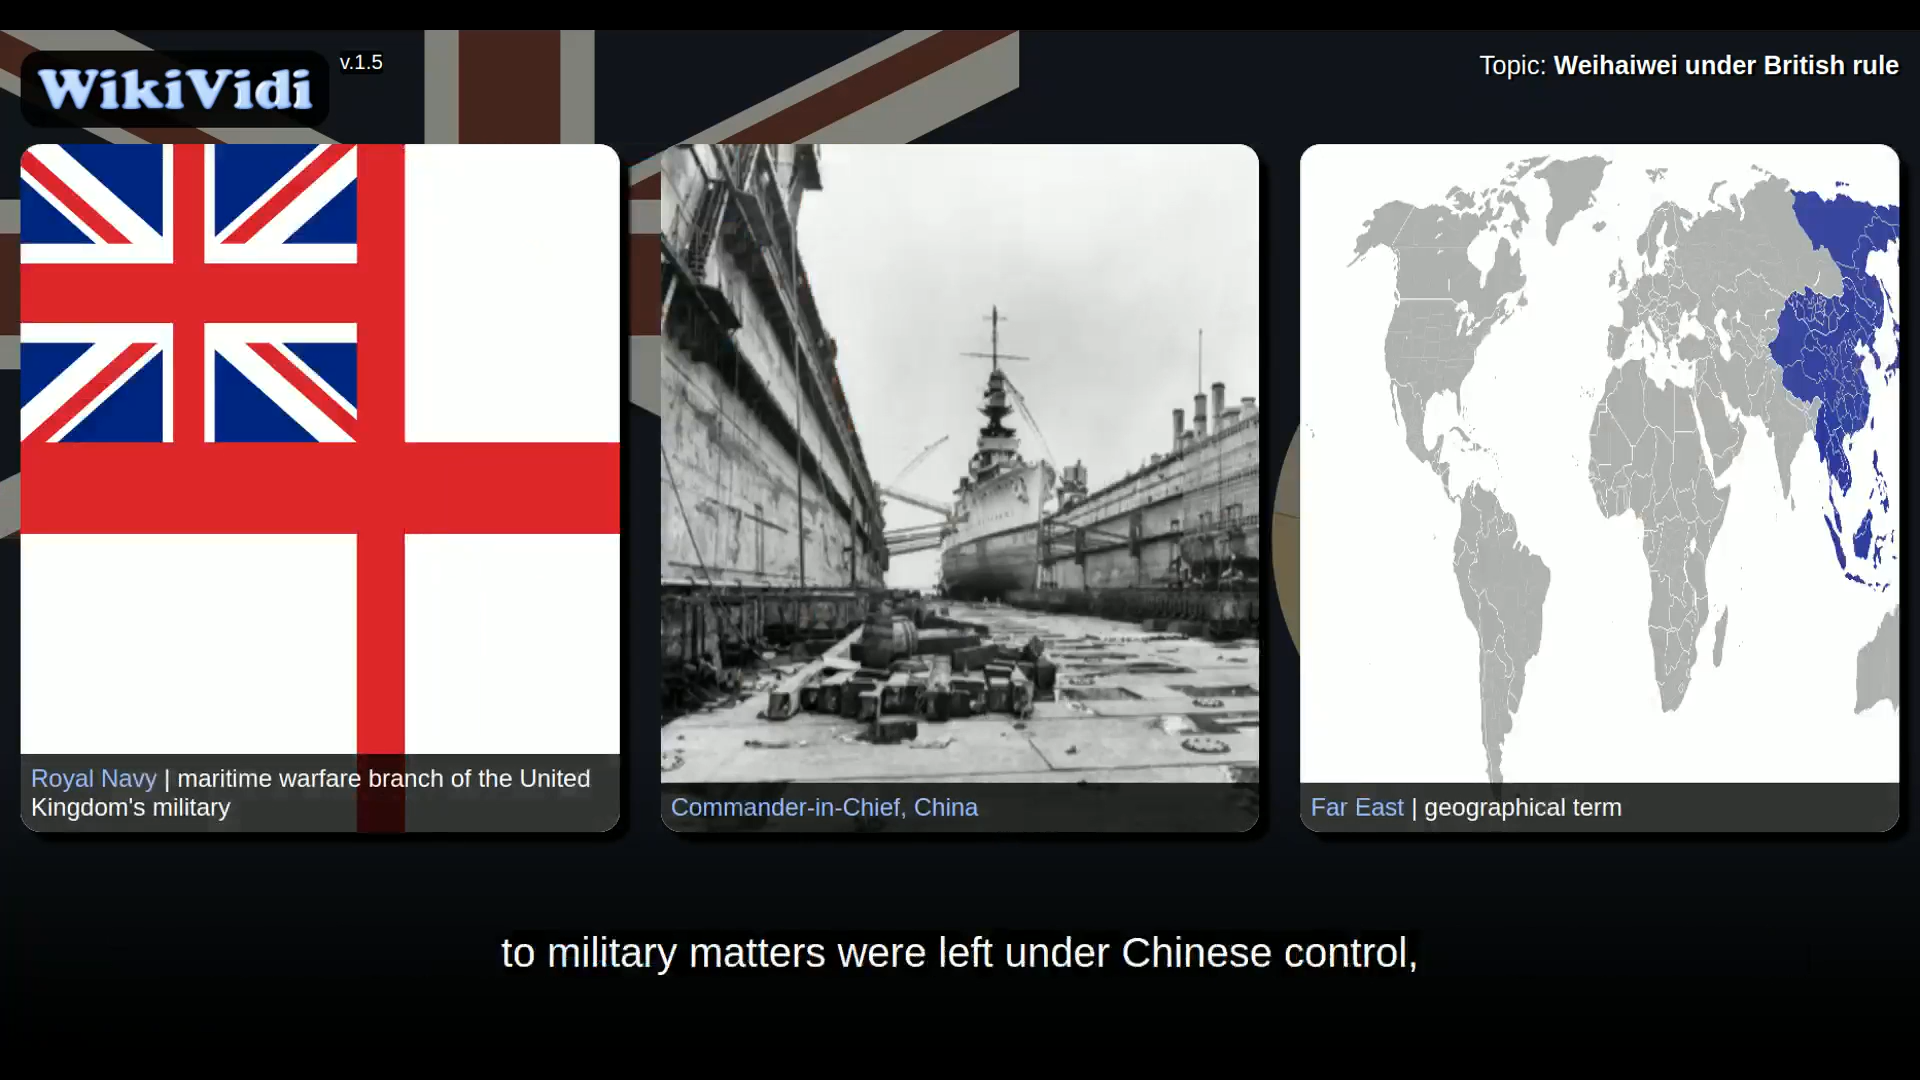 WikiVidi
v.1.5
Topic: Weihaiwei under British rule
Royal Navy | maritime warfare branch of the United
Kingdom's military
Commander-in-Chief, China
Far East | geographical term
to military matters were left under Chinese control,